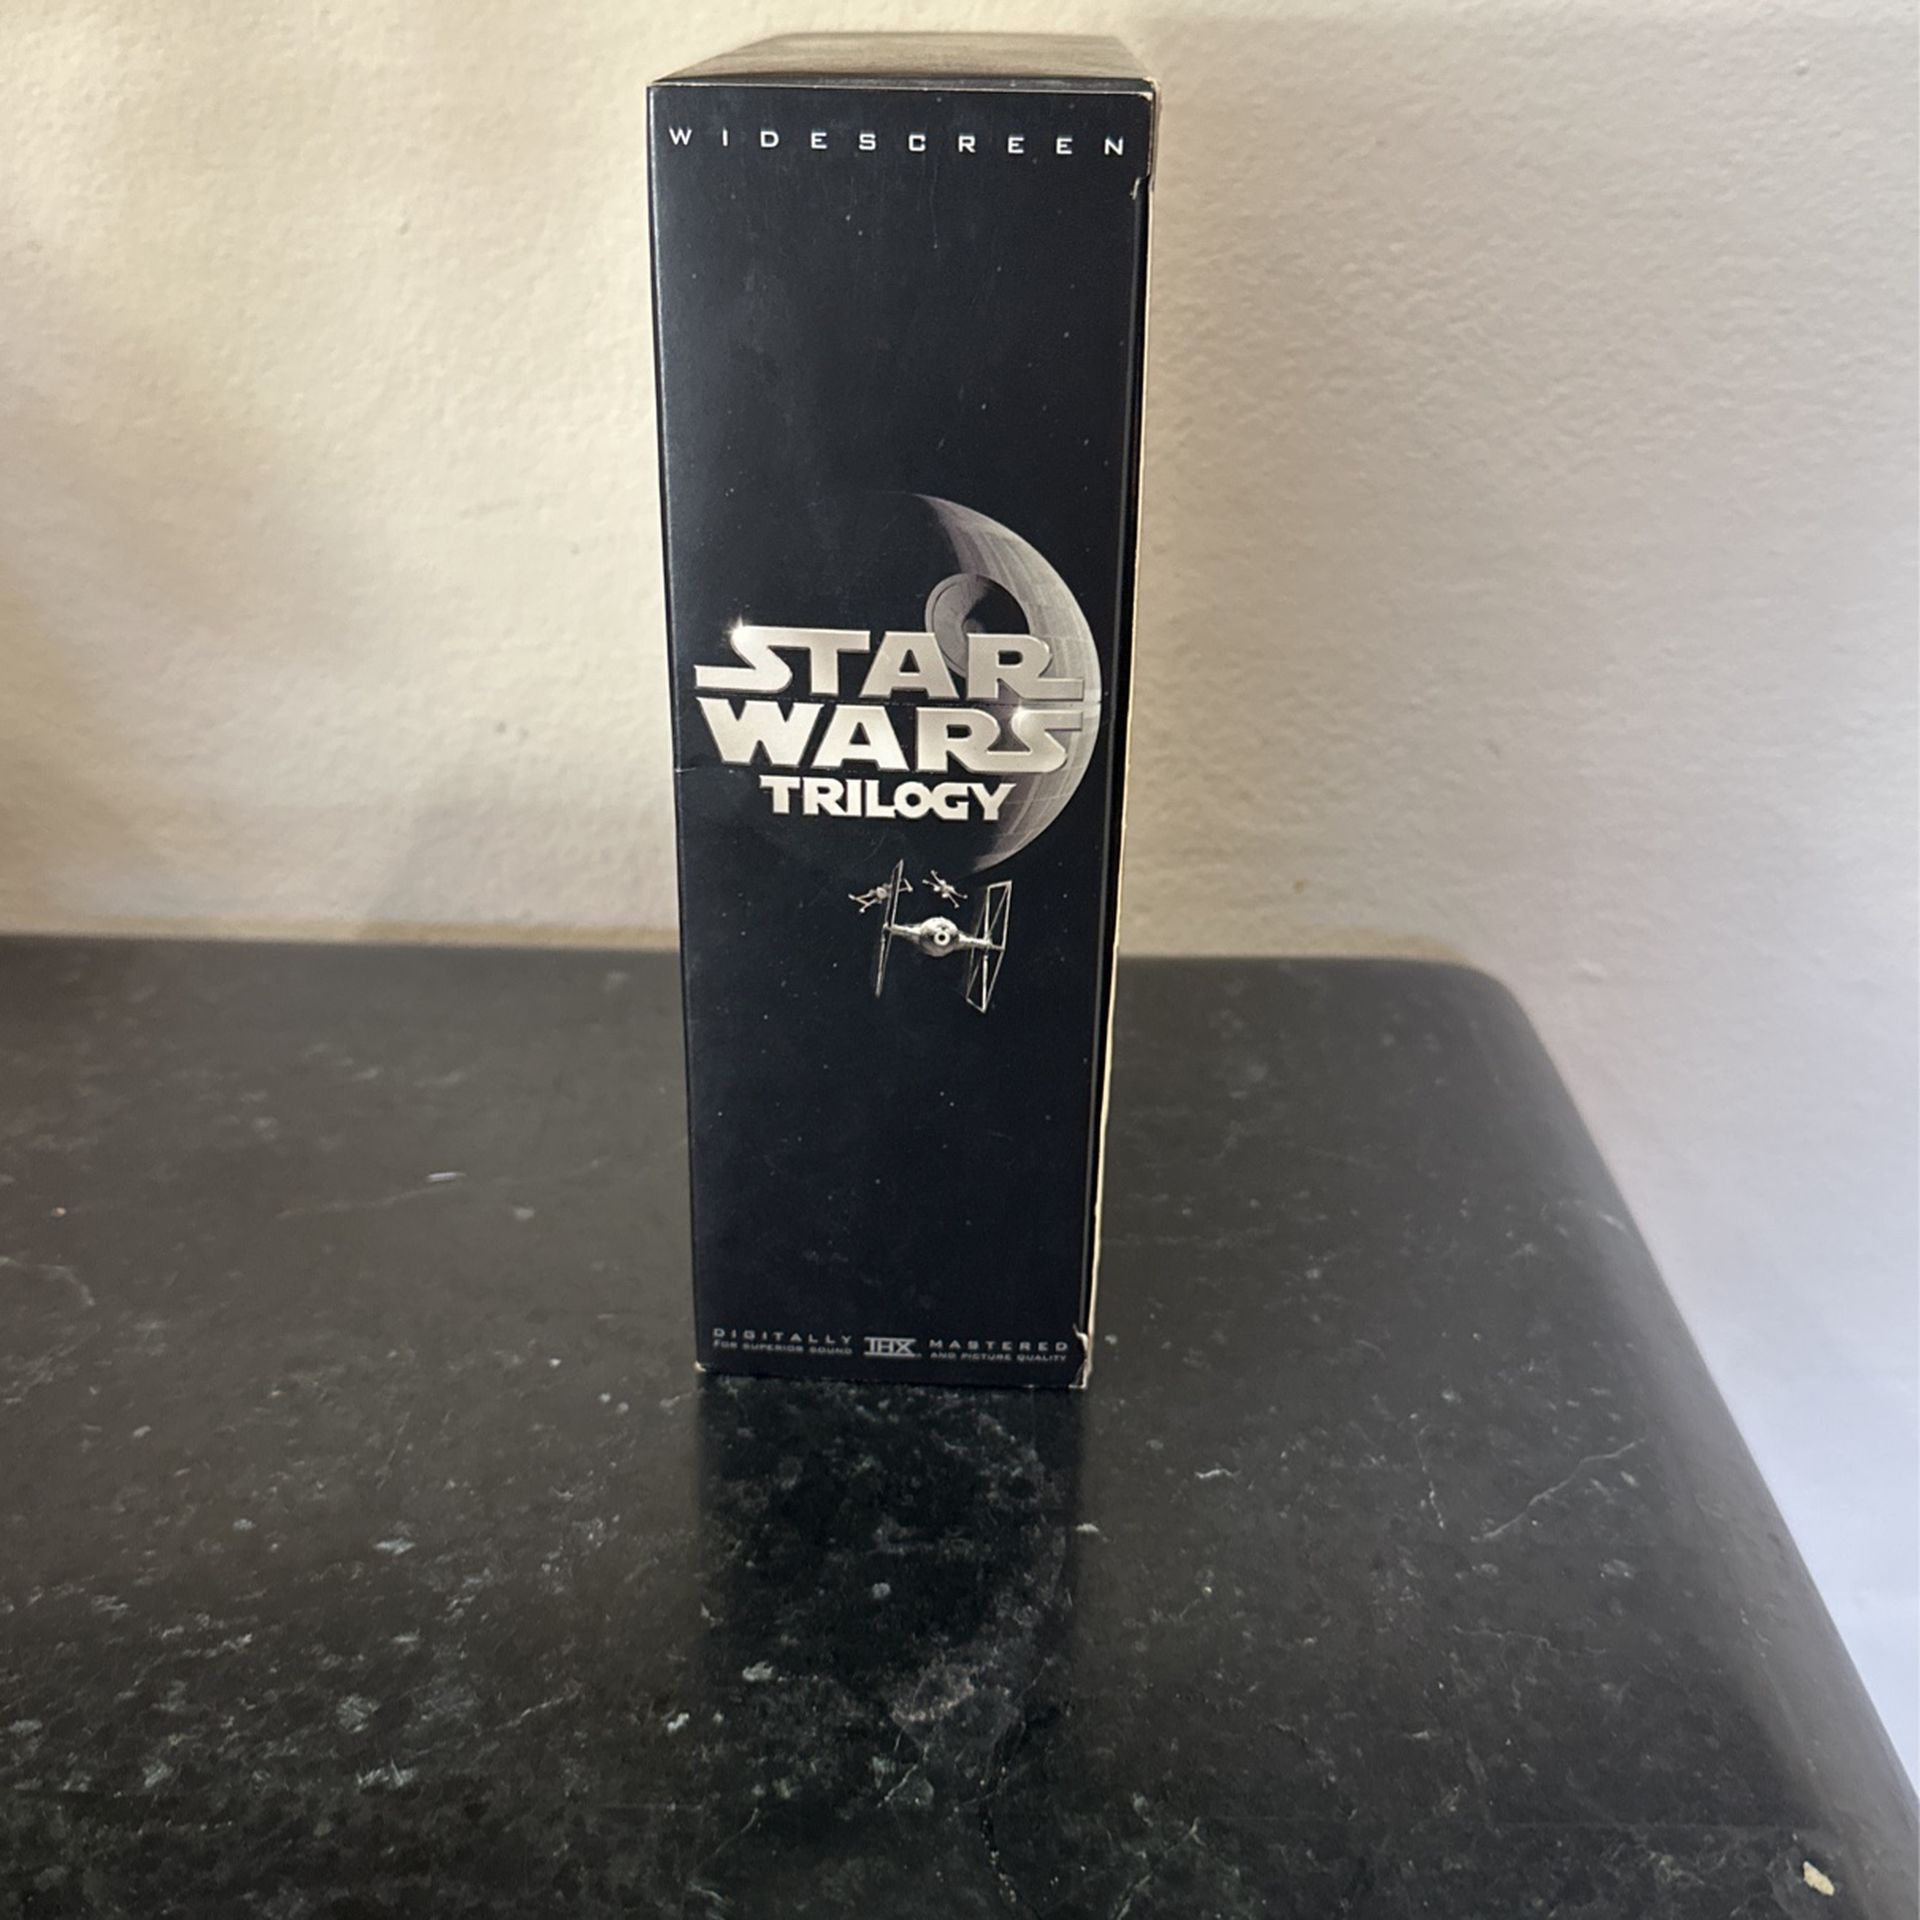 WIDESCREEN
STAR
WARS
TRILOGY
DIGITALLY THX MASTERED
FOR SUPERIOR SOUND AND PICTURE QUALITY